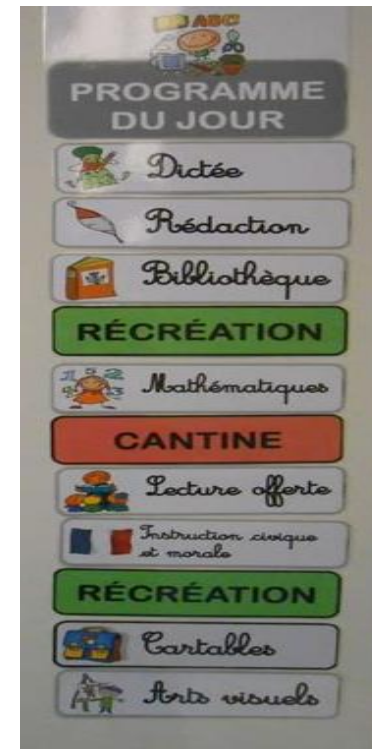 ABC
PROGRAMME
DU JOUR
Dictée
Rédaction
Bibliothèque
RÉCRÉATION
Mathématiques
CANTINE
Lecture offerte
Instruction civique
et morale
RÉCRÉATION
Cartables
Arts visuels